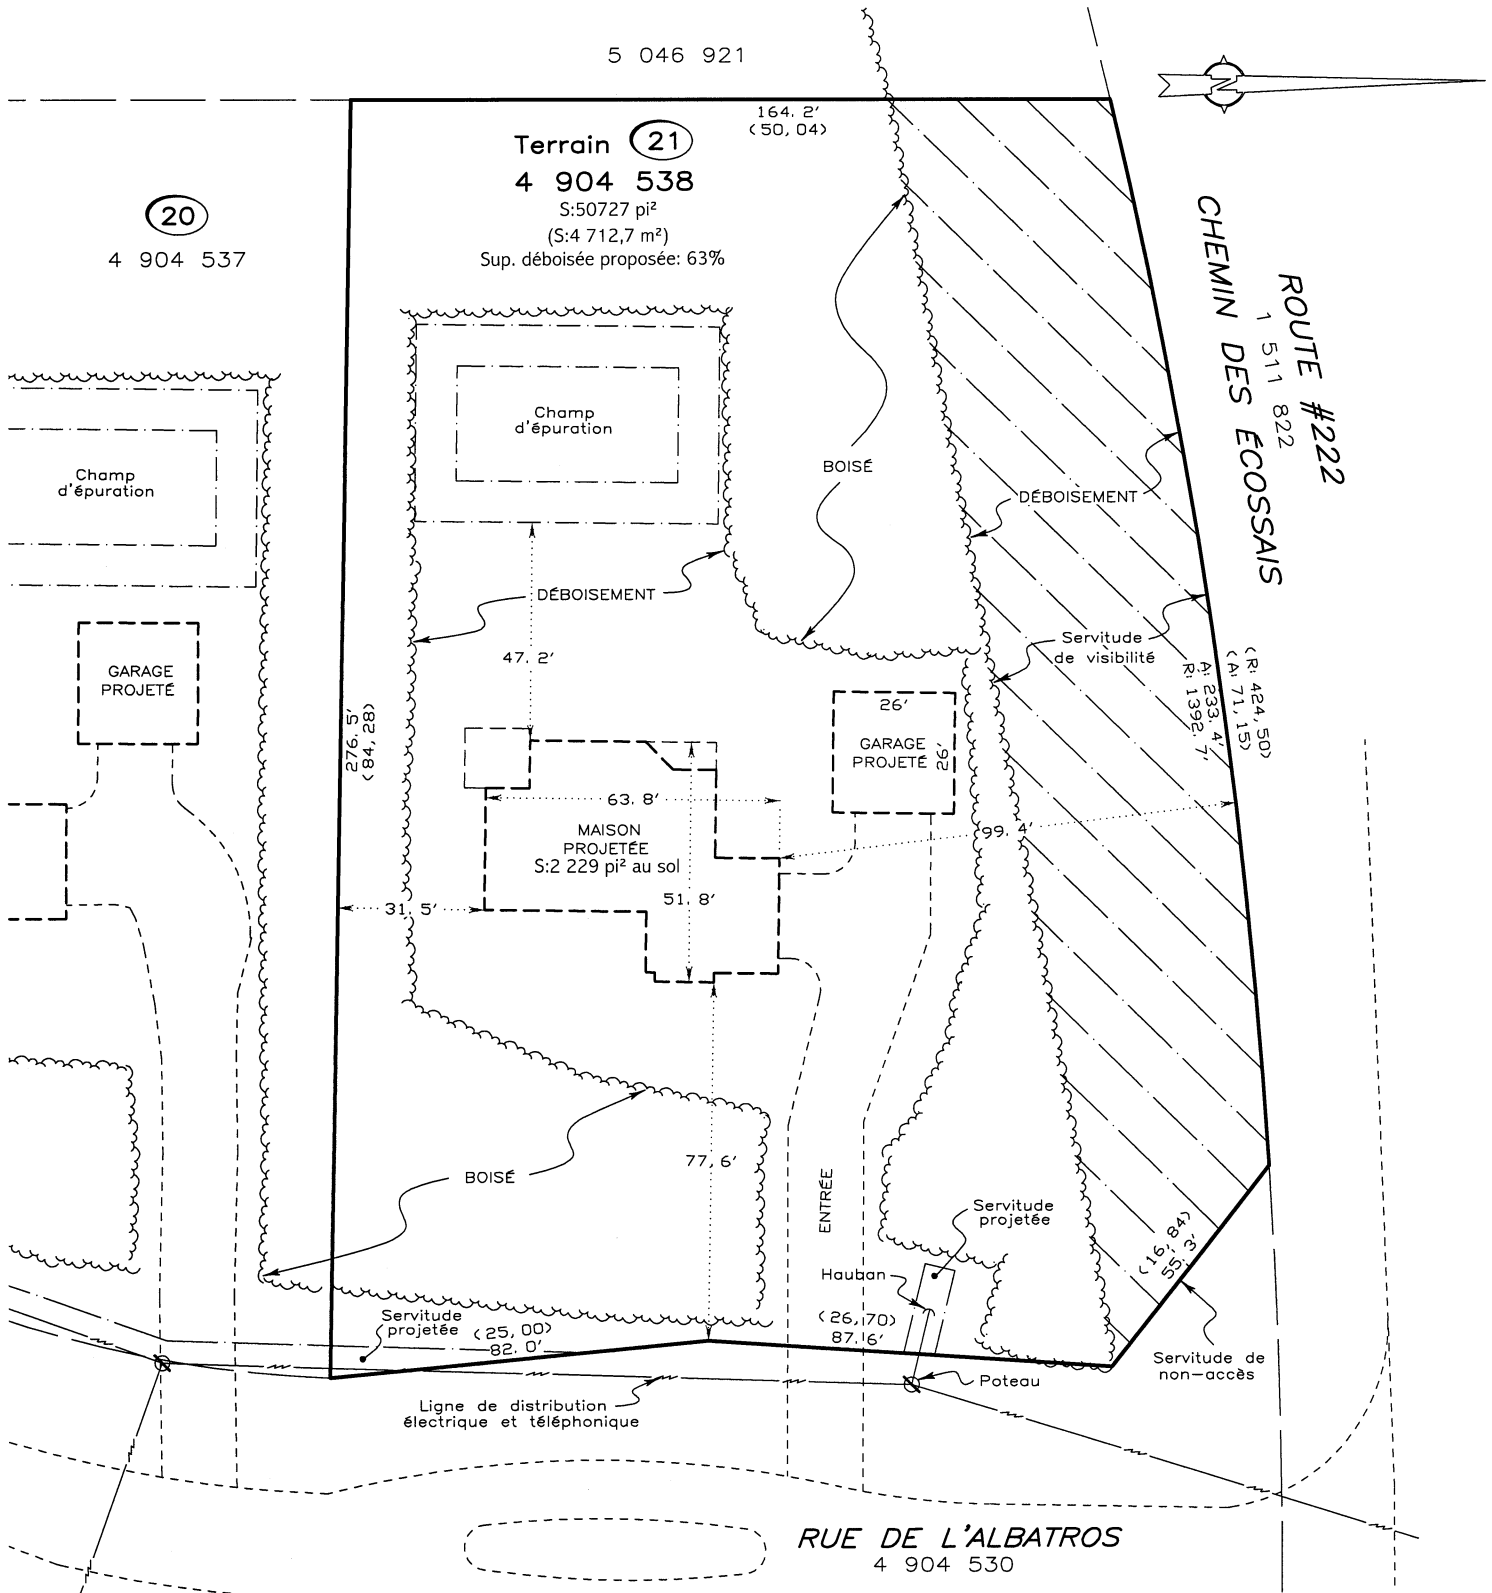 5 046 921
N
164. 2'
(50, 04)
Terrain 21
4 904 538
S:50727 pi²
(S:4 712,7 m²)
Sup. déboisée proposée: 63%
20
4 904 537
CHEMIN DES ÉCOSSAIS
ROUTE #222
1 511 822
Champ
d'épuration
Champ
d'épuration
BOISÉ
DÉBOISEMENT
DÉBOISEMENT
47. 2'
Servitude
de visibilité
GARAGE
PROJETÉ
26'
GARAGE
PROJETÉ
26'
276. 5'
(84, 28)
(R: 424, 50)
(A: 71, 15)
A: 233. 4'
R: 1392. 7'
63. 8'
MAISON
PROJETÉE
S:2 229 pi² au sol
99. 4'
51. 8'
31. 5'
77. 6'
BOISÉ
ENTRÉE
Servitude
projetée
(16, 84)
55. 3'
Hauban
Servitude
projetée
(25, 00)
82. 0'
(26, 70)
87. 6'
Servitude de
non-accès
Poteau
Ligne de distribution
électrique et téléphonique
RUE DE L'ALBATROS
4 904 530